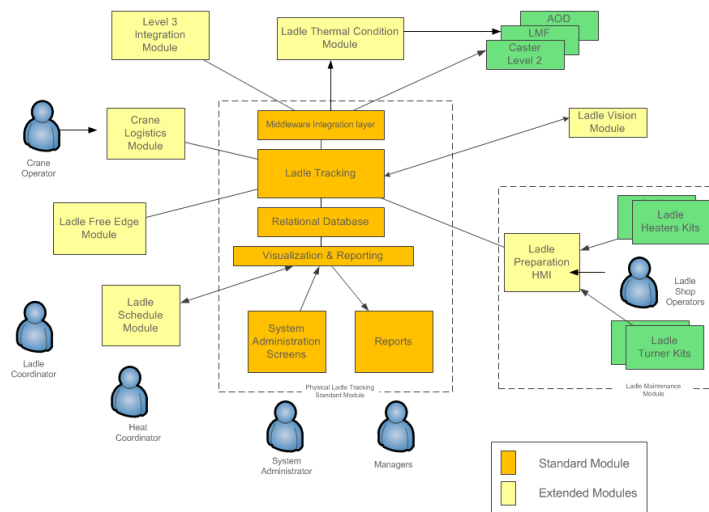 Level 3
Integration
Module
Ladle Thermal Condition
Module
AOD
LMF
Caster
Level 2
Crane
Operator
Crane
Logistics
Module
Middleware Integration layer
Ladle Vision
Module
Ladle Tracking
Relational Database
Visualization & Reporting
Ladle Free Edge
Module
Ladle
Heaters Kits
Ladle
Preparation
HMI
Ladle
Shop
Operators
Ladle
Schedule
Module
System
Administration
Screens
Reports
Ladle
Turner Kits
Ladle
Coordinator
Heat
Coordinator
Physical Ladle Tracking
Standard Module
Ladle Maintenance
Module
System
Administrator
Managers
Standard Module
Extended Modules